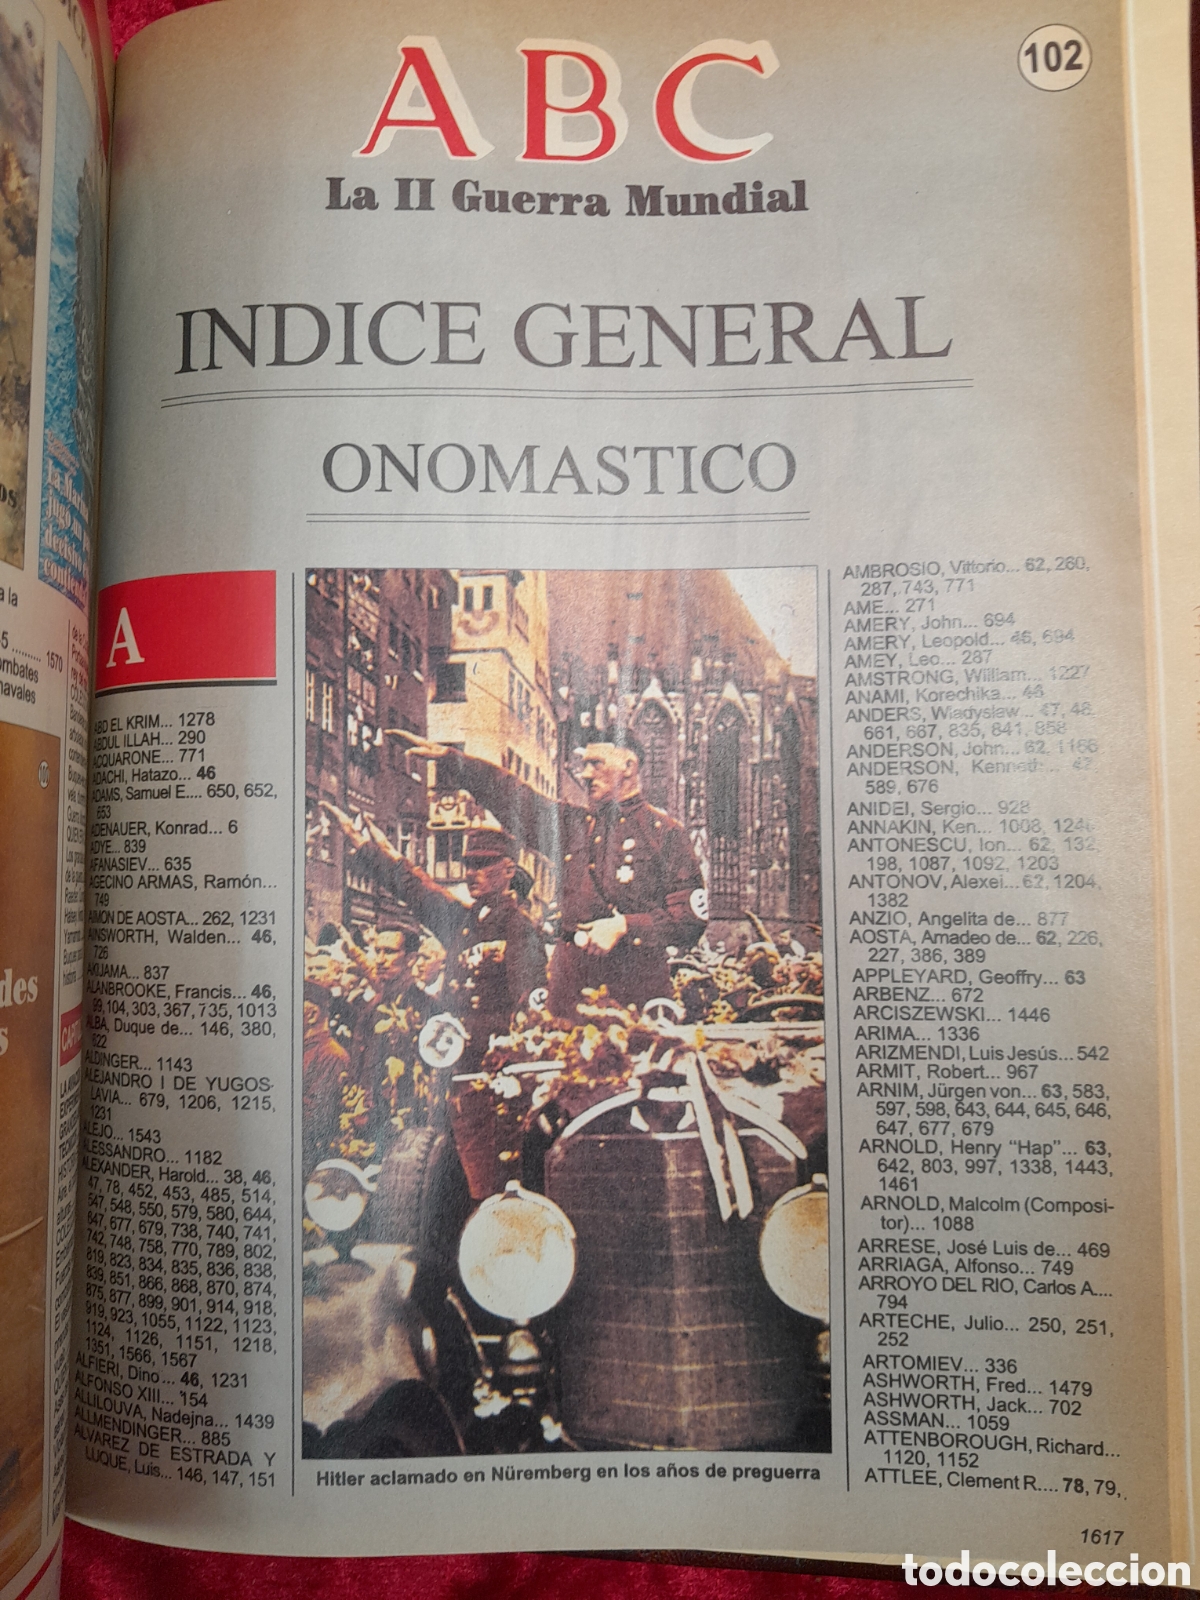 ABC
102
La II Guerra Mundial
INDICE GENERAL
ONOMASTICO
A
ABD EL KRIM... 1278
ABDUL ILLAH... 290
ACQUARONE... 771
ADACHI, Hatazo... 46
ADAMS, Samuel E.... 650, 652,
653
ADENAUER, Konrad... 6
ADYE... 839
AFANASIEV... 635
AGECINO ARMAS, Ramón...
749
AIMON DE AOSTA... 262, 1231
AINSWORTH, Walden... 46,
726
AKIJAMA... 837
ALANBROOKE, Francis... 46,
99, 104, 303, 367, 735, 1013
ALBA, Duque de... 146, 380,
622
ALDINGER... 1143
ALEJANDRO I DE YUGOS-
LAVIA... 679, 1206, 1215,
1231
ALEJO... 1543
ALESSANDRO... 1182
ALEXANDER, Harold... 38, 46,
47, 78, 452, 453, 485, 514,
547, 548, 550, 579, 580, 644,
647, 677, 679, 738, 740, 741,
742, 748, 758, 770, 789, 802,
819, 823, 834, 835, 836, 838,
839, 851, 866, 868, 870, 874,
875, 877, 899, 901, 914, 918,
919, 923, 1055, 1122, 1123,
1124, 1126, 1151, 1218,
1351, 1566, 1567
ALFIERI, Dino... 46, 1231
ALFONSO XIII... 154
ALLILOUVA, Nadejna... 1439
ALLMENDINGER... 885
ALVAREZ DE ESTRADA Y
LUQUE, Luis... 146, 147, 151
Hitler aclamado en Nüremberg en los años de preguerra
AMBROSIO, Vittorio... 62, 260,
287, 743, 771
AME... 271
AMERY, John... 694
AMERY, Leopold... 46, 694
AMEY, Leo... 287
AMSTRONG, William... 1227
ANAMI, Korechika... 46
ANDERS, Wladyslaw... 47, 48,
661, 667, 835, 841, 858
ANDERSON, John... 62, 1166
ANDERSON, Kenneth... 47,
589, 676
ANIDEI, Sergio... 928
ANNAKIN, Ken... 1008,
ANTONESCU, Ion... 62, 132,
198, 1087, 1092, 1203
ANTONOV, Alexei... 62, 1204,
1382
ANZIO, Angelita de... 877
AOSTA, Amadeo de... 62, 226,
227, 386, 389
APPLEYARD, Geoffry... 63
ARBENZ... 672
ARCISZEWSKI... 1446
ARIMA... 1336
ARIZMENDI, Luis Jesús... 542
ARMIT, Robert... 967
ARNIM, Jürgen von... 63, 583,
597, 598, 643, 644, 645, 646,
647, 677, 679
ARNOLD, Henry "Hap"... 63,
642, 803, 997, 1338, 1443,
1461
ARNOLD, Malcolm (Composi-
tor)... 1088
ARRESE, José Luis de... 469
ARRIAGA, Alfonso... 749
ARROYO DEL RIO, Carlos A....
794
ARTECHE, Julio... 250, 251,
252
ARTOMIEV... 336
ASHWORTH, Fred... 1479
ASHWORTH, Jack... 702
ASSMAN... 1059
ATTENBOROUGH, Richard...
1120, 1152
ATTLEE, Clement R.... 78, 79,
1617
todocoleccion